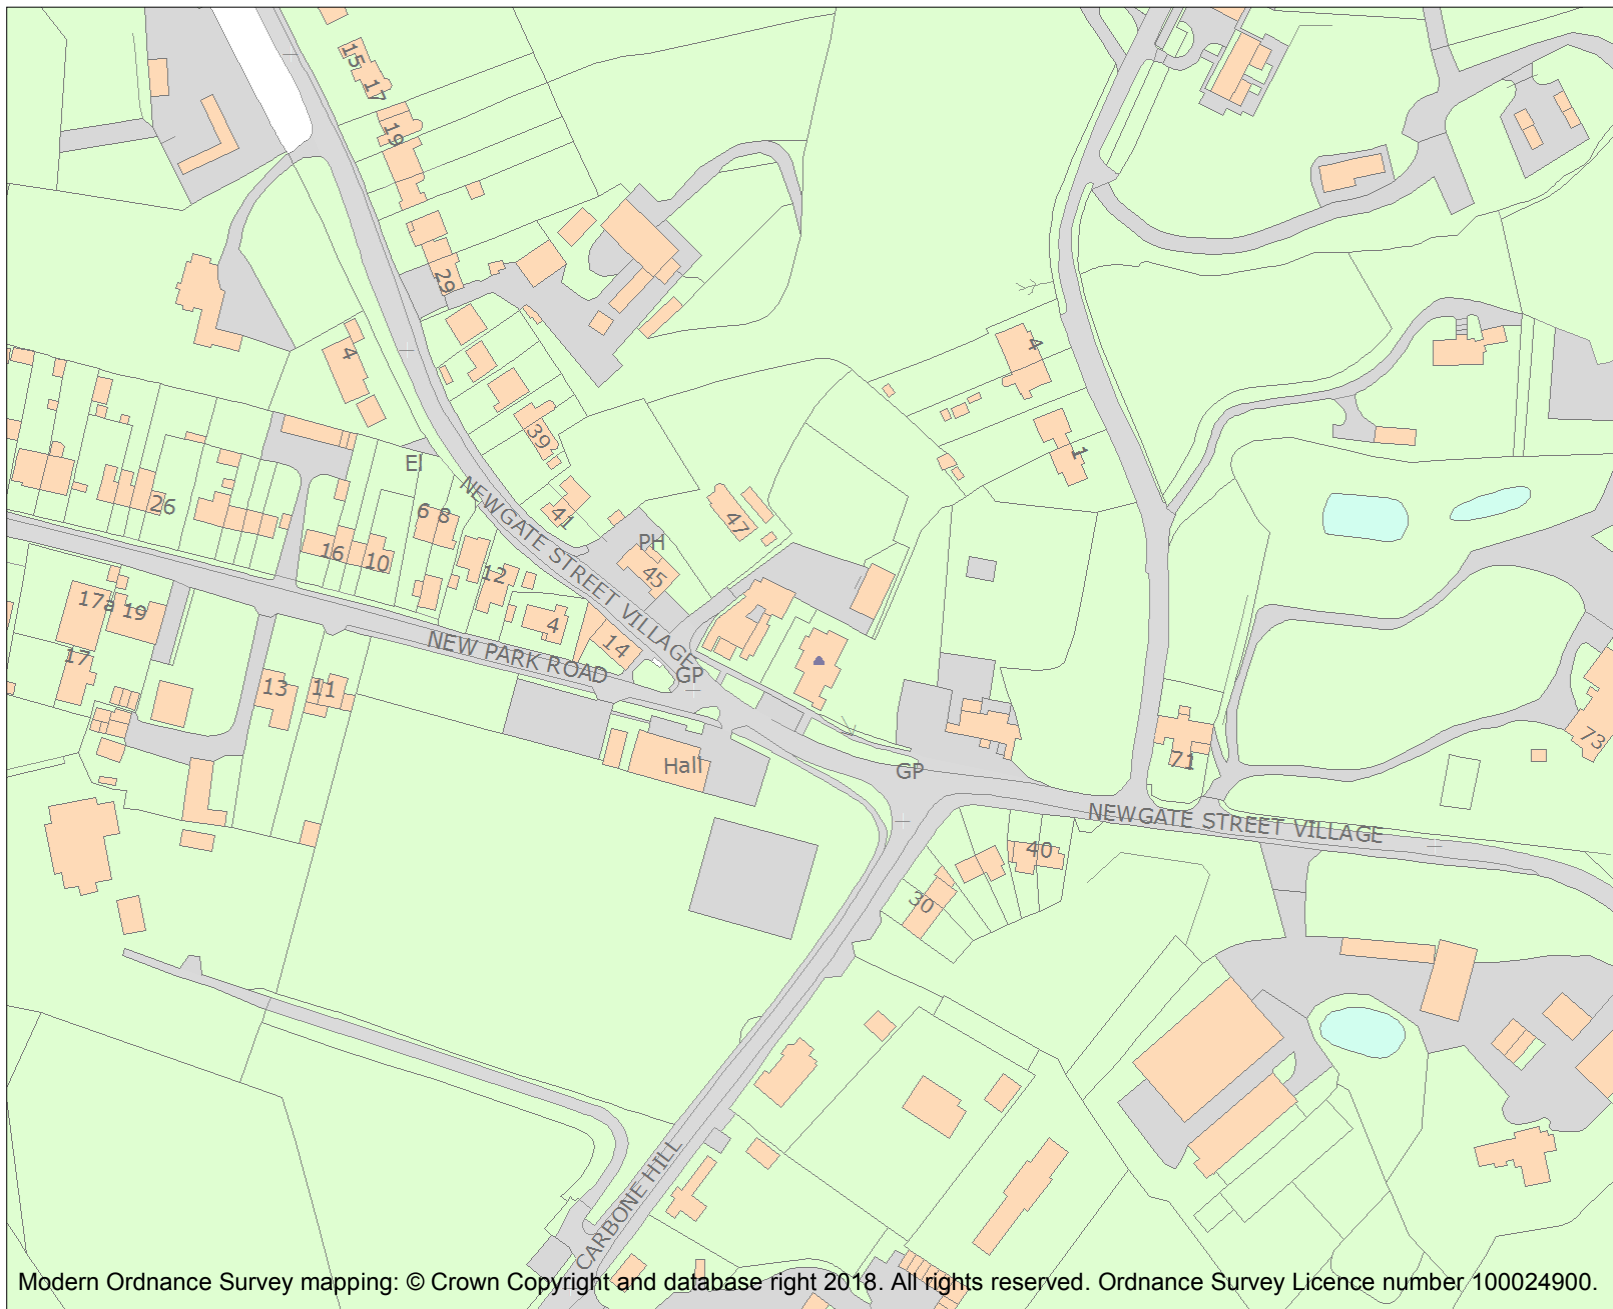 15
17
19
29
4
4
39
1
EI
26
NEWGATE STREET VILLAGE
41
47
6 8
PH
45
16
10
12
17a 19
4
14
NEW PARK ROAD
GP
17
13
11
Hall
71
73
GP
NEWGATE STREET VILLAGE
40
30
CARBONE HILL
Modern Ordnance Survey mapping: © Crown Copyright and database right 2018. All rights reserved. Ordnance Survey Licence number 100024900.